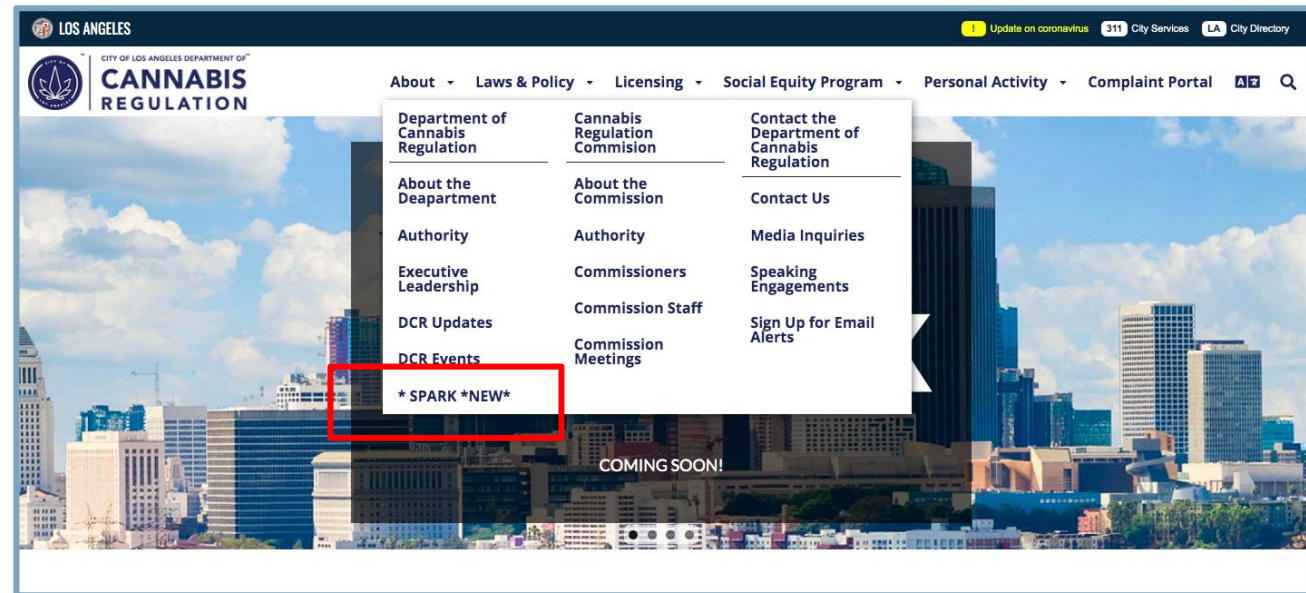 LOS ANGELES
! Update on coronavirus 311 City Services LA City Directory
CITY OF LOS ANGELES DEPARTMENT OF
CANNABIS
REGULATION
About Laws & Policy Licensing Social Equity Program Personal Activity Complaint Portal
Department of
Cannabis
Regulation
About the
Deapartment
Authority
Executive
Leadership
DCR Updates
DCR Events
* SPARK *NEW*
Cannabis
Regulation
Commision
About the
Commission
Authority
Commissioners
Commission Staff
Commission
Meetings
Contact the
Department of
Cannabis
Regulation
Contact Us
Media Inquiries
Speaking
Engagements
Sign Up for Email
Alerts
COMING SOON!